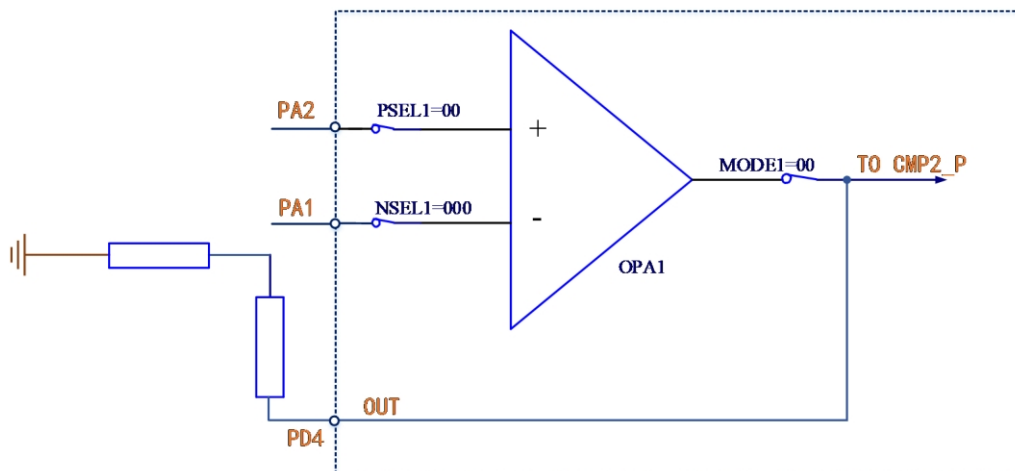 PA2
PSEL1=00
+
MODE1=00
TO CMP2_P
PA1
NSEL1=000
-
OPA1
OUT
PD4